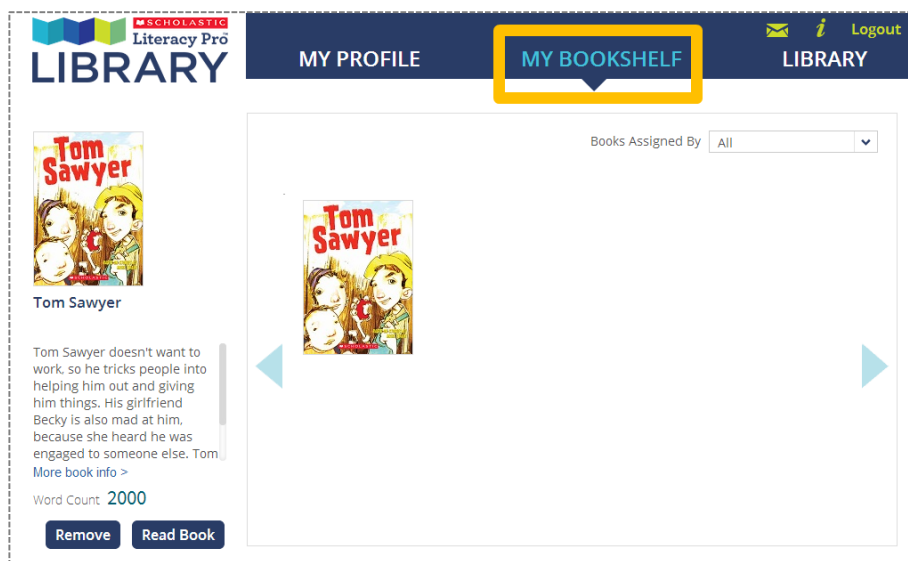 SCHOLASTIC
Literacy Pro
LIBRARY
MY PROFILE
MY BOOKSHELF
i
Logout
LIBRARY
Books Assigned By All
Tom
Sawyer
SCHOLASTIC
Tom Sawyer
Tom Sawyer doesn't want to
work, so he tricks people into
helping him out and giving
him things. His girlfriend
Becky is also mad at him,
because she heard he was
engaged to someone else. Tom
More book info >
Word Count 2000
Remove
Read Book
Tom
Sawyer
SCHOLASTIC